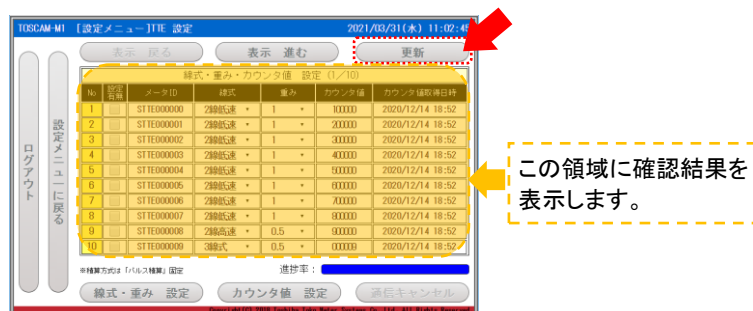 TOSCAM-M1 【設定メニュー】TTE 設定 2021/03/31(水) 11:02:45
表示 戻る 表示 進む 更新
線式・重み・カウンタ値 設定 (1/10)
No 設定有無 メータID 線式 重み カウンタ値 カウンタ値取得日時
1 STTE000000 2線低速 1 100000 2020/12/14 18:52
2 STTE000001 2線低速 1 200000 2020/12/14 18:52
3 STTE000002 2線低速 1 300000 2020/12/14 18:52
4 STTE000003 2線低速 1 400000 2020/12/14 18:52
5 STTE000004 2線低速 1 500000 2020/12/14 18:52
6 STTE000005 2線低速 1 600000 2020/12/14 18:52
7 STTE000006 2線低速 1 700000 2020/12/14 18:52
8 STTE000007 2線低速 1 800000 2020/12/14 18:52
9 STTE000008 2線高速 0.5 900000 2020/12/14 18:52
10 STTE000009 3線式 0.5 000009 2020/12/14 18:52
ログアウト
設定メニューに戻る
※積算方式は「パルス積算」固定 進捗率：
線式・重み 設定 カウンタ値 設定 通信キャンセル
この領域に確認結果を
表示します。